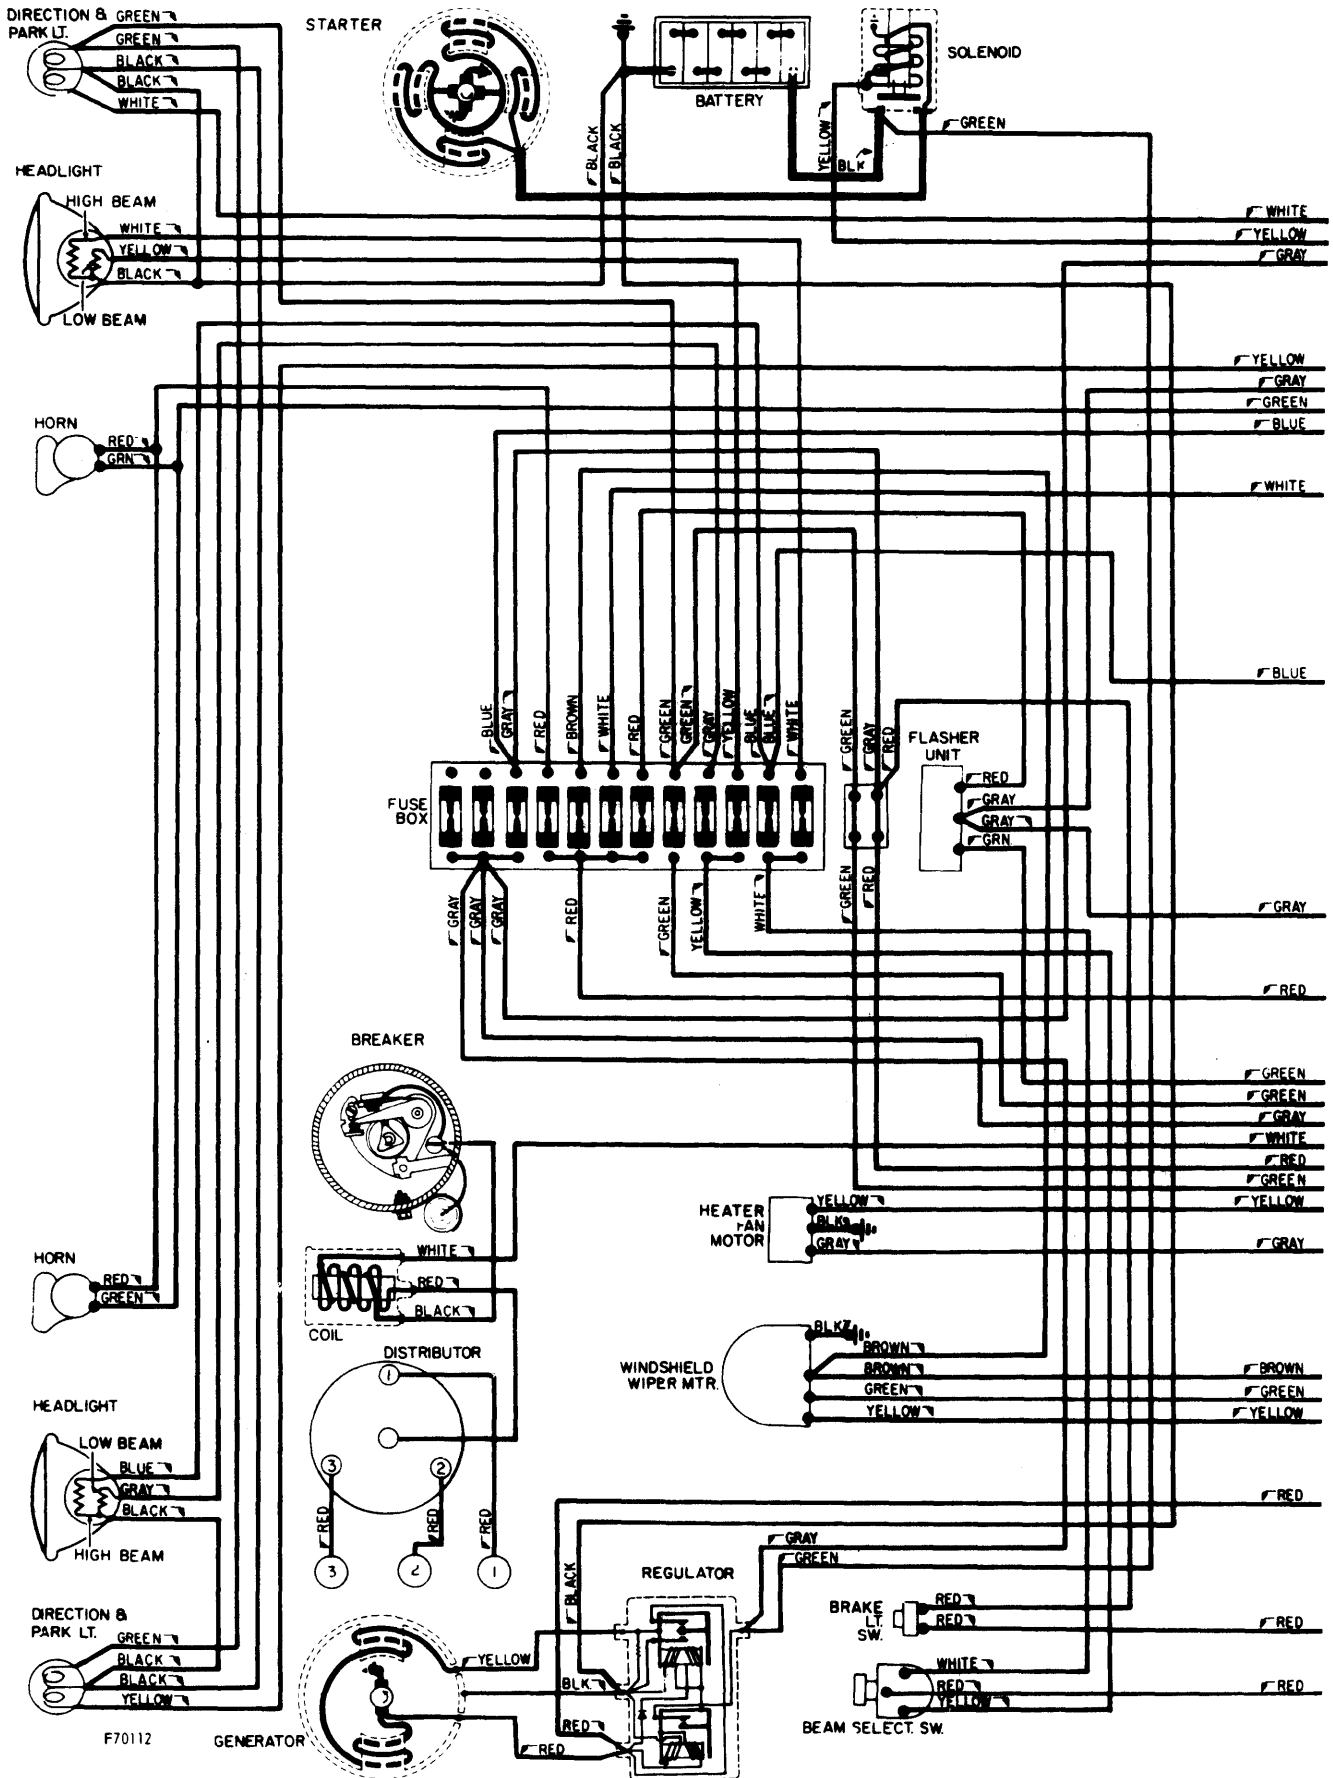 DIRECTION &
PARK LT.
GREEN
GREEN
BLACK
BLACK
WHITE
STARTER
BATTERY
SOLENOID
BLACK
BLACK
YELLOW
BLK
GREEN
HEADLIGHT
HIGH BEAM
WHITE
YELLOW
BLACK
LOW BEAM
WHITE
YELLOW
GRAY
YELLOW
GRAY
GREEN
BLUE
WHITE
BLUE
HORN
RED
GRN
BLUE
GRAY
RED
BROWN
WHITE
RED
GREEN
GREEN
GRAY
YELLOW
BLUE
BLUE
WHITE
GREEN
GRAY
RED
FLASHER
UNIT
RED
GRAY
GRAY
GRN
FUSE
BOX
GRAY
GRAY
GRAY
RED
GREEN
YELLOW
WHITE
GREEN
RED
GRAY
RED
BREAKER
GREEN
GREEN
GRAY
WHITE
RED
GREEN
YELLOW
GRAY
HEATER
FAN
MOTOR
YELLOW
BLK
GRAY
HORN
RED
GREEN
WHITE
RED
BLACK
COIL
DISTRIBUTOR
1
3
2
RED
RED
RED
3
2
1
WINDSHIELD
WIPER MTR.
BLK
BROWN
BROWN
GREEN
YELLOW
BROWN
GREEN
YELLOW
HEADLIGHT
LOW BEAM
BLUE
GRAY
BLACK
HIGH BEAM
RED
GRAY
GREEN
BLACK
REGULATOR
DIRECTION &
PARK LT.
GREEN
BLACK
BLACK
YELLOW
F70112
GENERATOR
YELLOW
BLK
RED
RED
BRAKE
LT.
SW.
RED
RED
RED
WHITE
RED
YELLOW
RED
BEAM SELECT. SW.